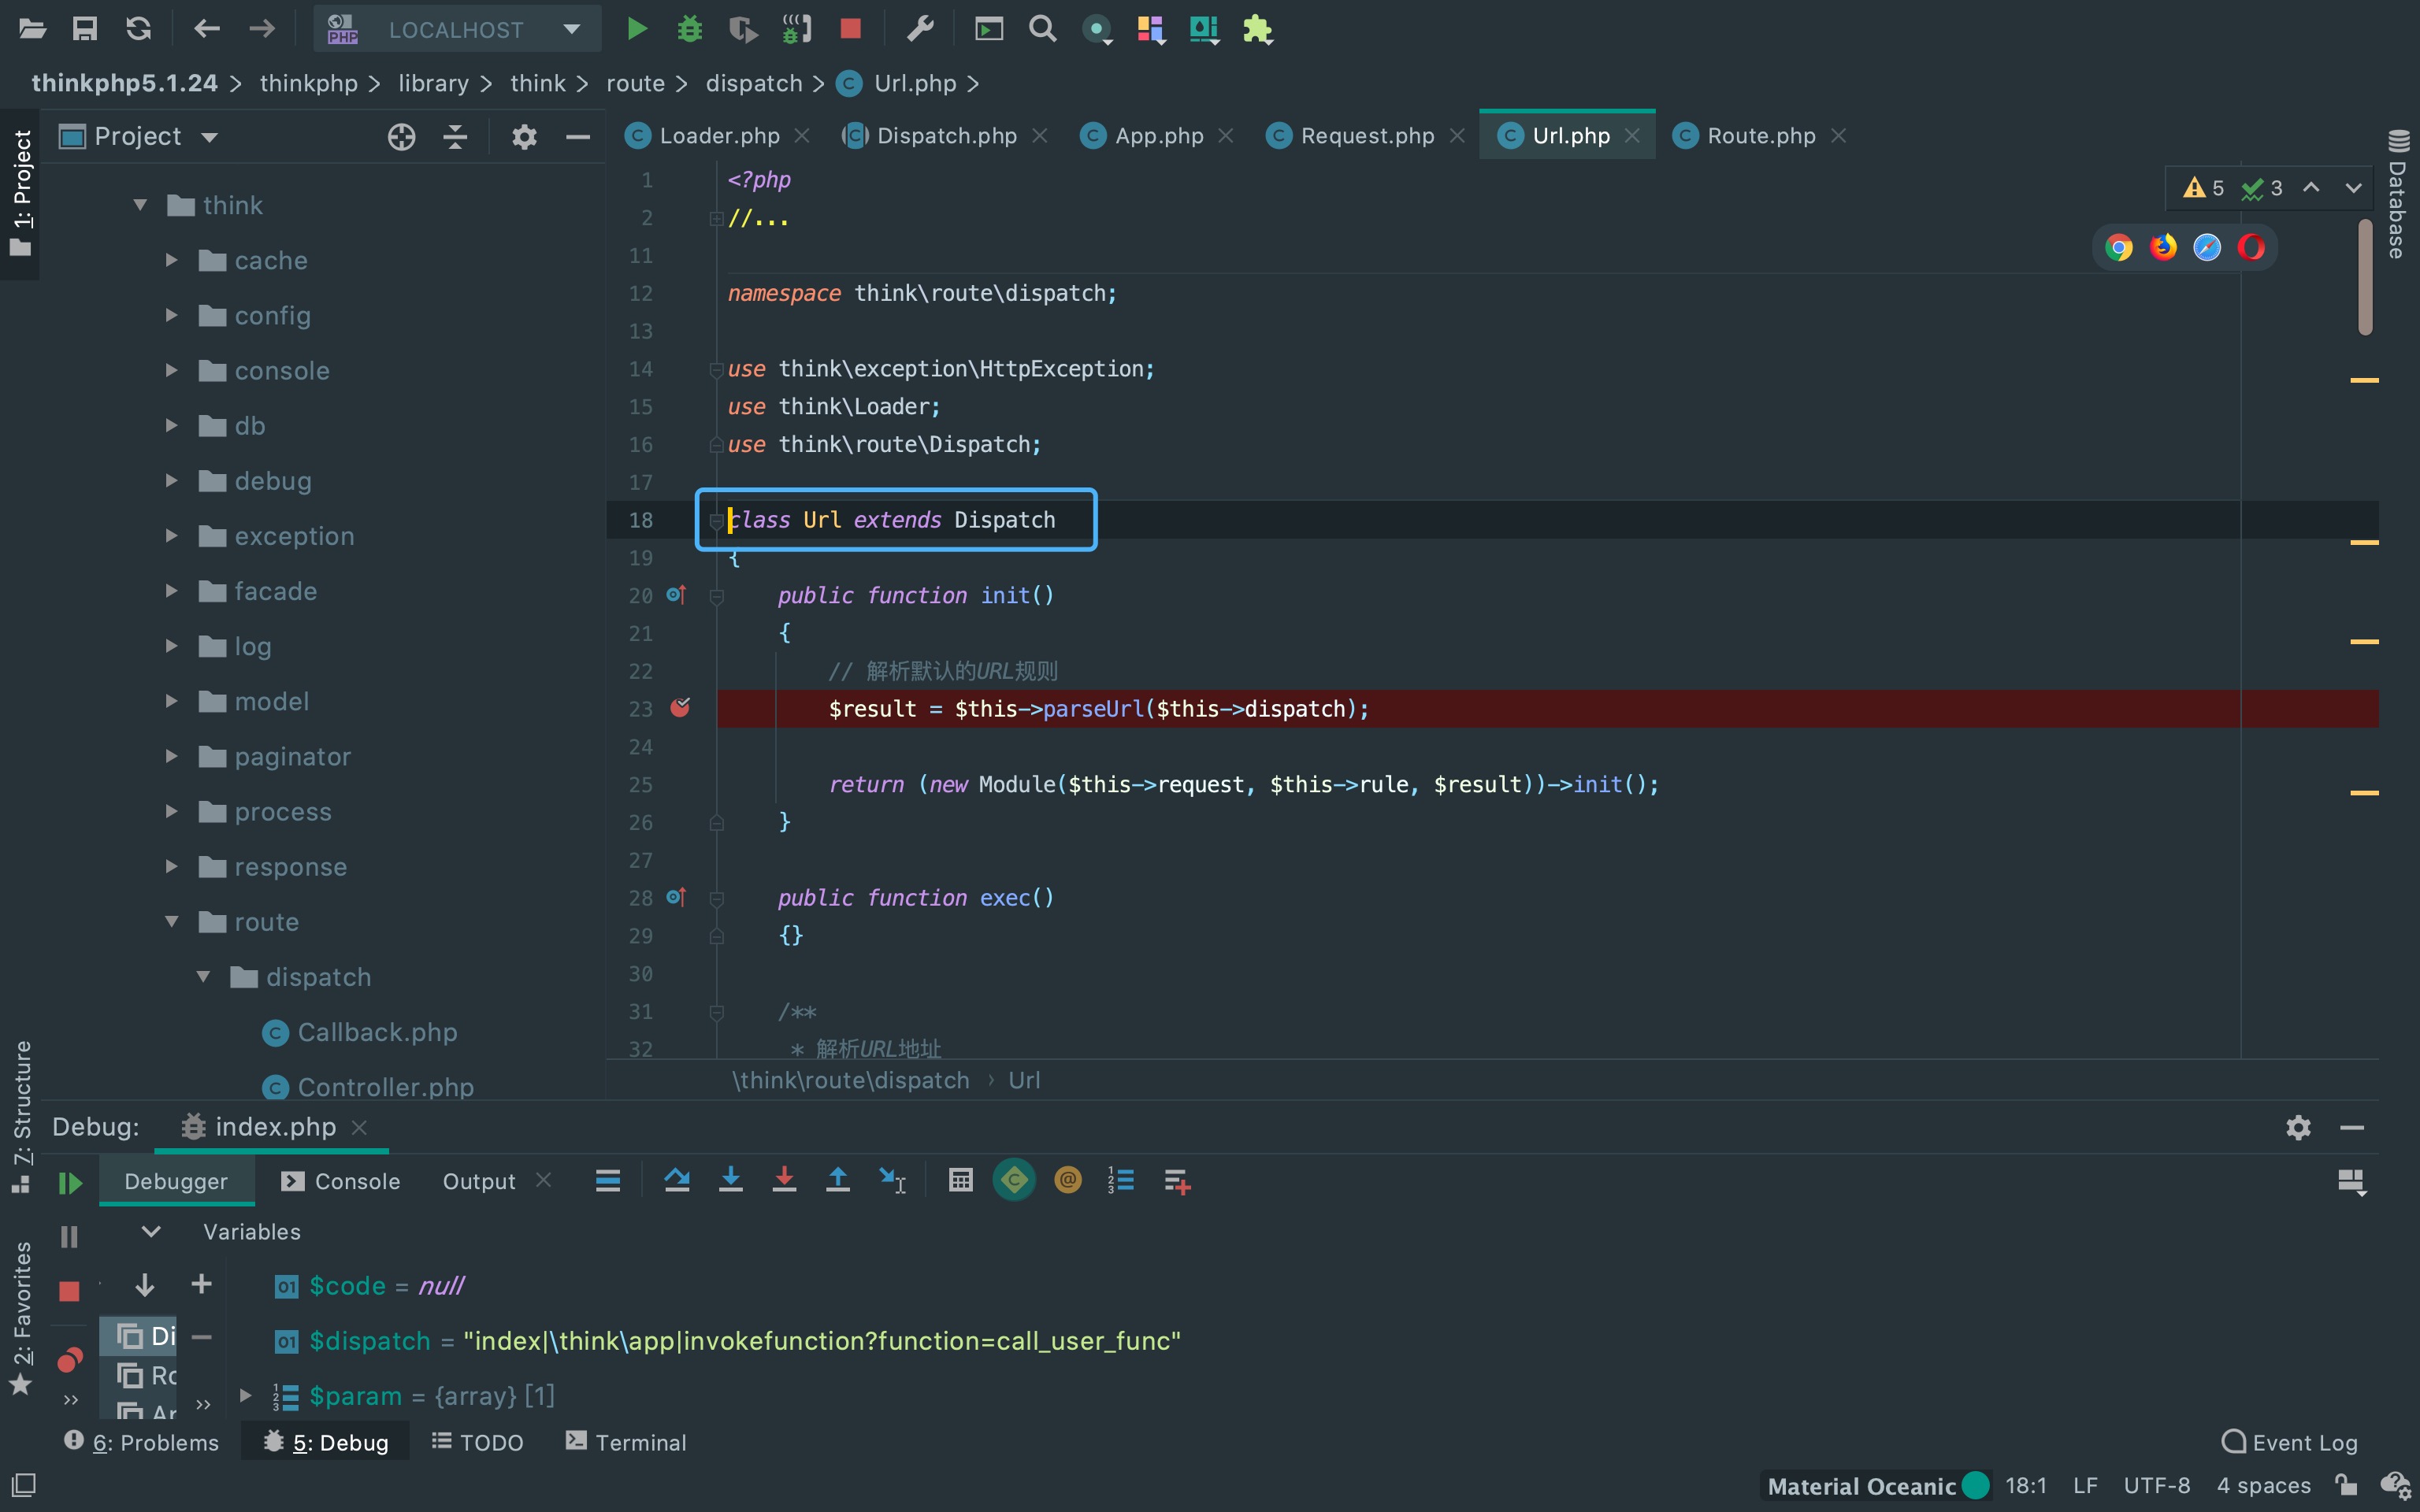 PHP LOCALHOST
thinkphp5.1.24 > thinkphp > library > think > route > dispatch > Url.php >
1: Project
Project
Loader.php Dispatch.php App.php Request.php Url.php Route.php
Database
think
cache
config
console
db
debug
exception
facade
log
model
paginator
process
response
route
dispatch
Callback.php
Controller.php
5 3
1 <?php
2 //...
11
12 namespace think\route\dispatch;
13
14 use think\exception\HttpException;
15 use think\Loader;
16 use think\route\Dispatch;
17
18 class Url extends Dispatch
19 {
20 public function init()
21 {
22 // 解析默认的URL规则
23 $result = $this->parseUrl($this->dispatch);
24
25 return (new Module($this->request, $this->rule, $result))->init();
26 }
27
28 public function exec()
29 {}
30
31 /**
32 * 解析URL地址
\think\route\dispatch › Url
7: Structure
2: Favorites
Debug: index.php
Debugger Console Output
Variables
$code = null
Di
$dispatch = "index|\think\app|invokefunction?function=call_user_func"
Ro
$param = {array} [1]
Ar
6: Problems 5: Debug TODO Terminal
Event Log
Material Oceanic 18:1 LF UTF-8 4 spaces